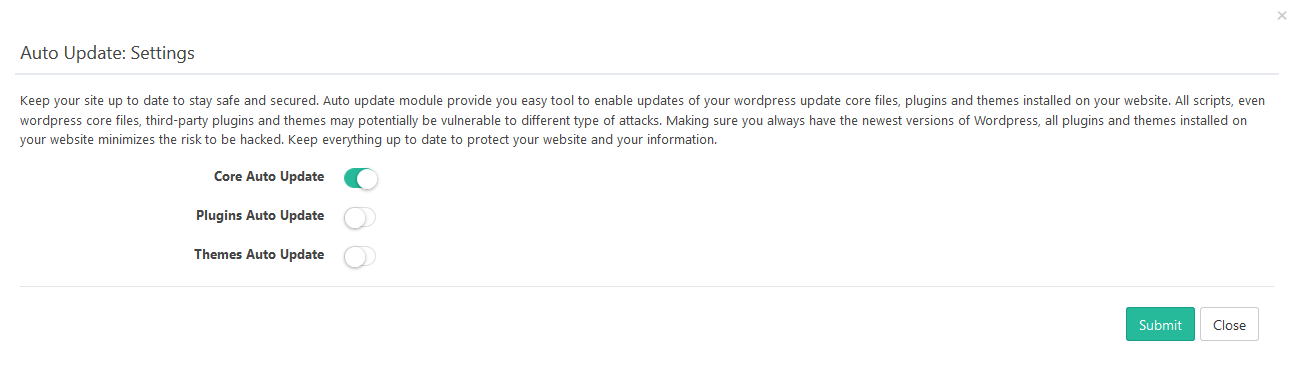 ×
Auto Update: Settings
Keep your site up to date to stay safe and secured. Auto update module provide you easy tool to enable updates of your wordpress update core files, plugins and themes installed on your website. All scripts, even
wordpress core files, third-party plugins and themes may potentially be vulnerable to different type of attacks. Making sure you always have the newest versions of Wordpress, all plugins and themes installed on
your website minimizes the risk to be hacked. Keep everything up to date to protect your website and your information.
Core Auto Update
Plugins Auto Update
Themes Auto Update
Submit Close